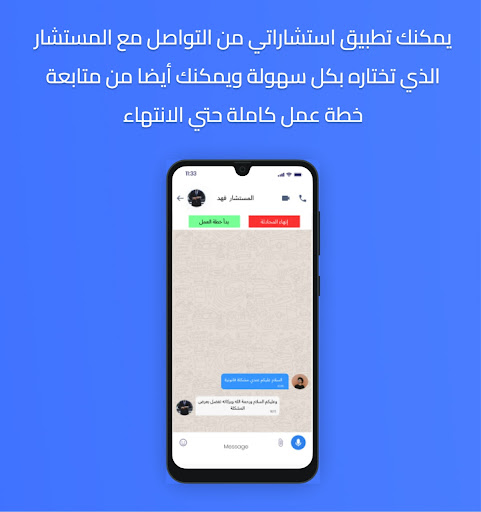 يمكنك تطبيق استشاراتي من التواصل مع المستشار
الذي تختاره بكل سهولة ويمكنك أيضا من متابعة
خطة عمل كاملة حتي الانتهاء
11:33
المستشار فهد
إنهاء المحادثة
بدأ خطة العمل
السلام عليكم عندي مشكلة قانونية
وعليكم السلام ورحمة الله وبركاته تفضل بعرض
المشكلة
Message